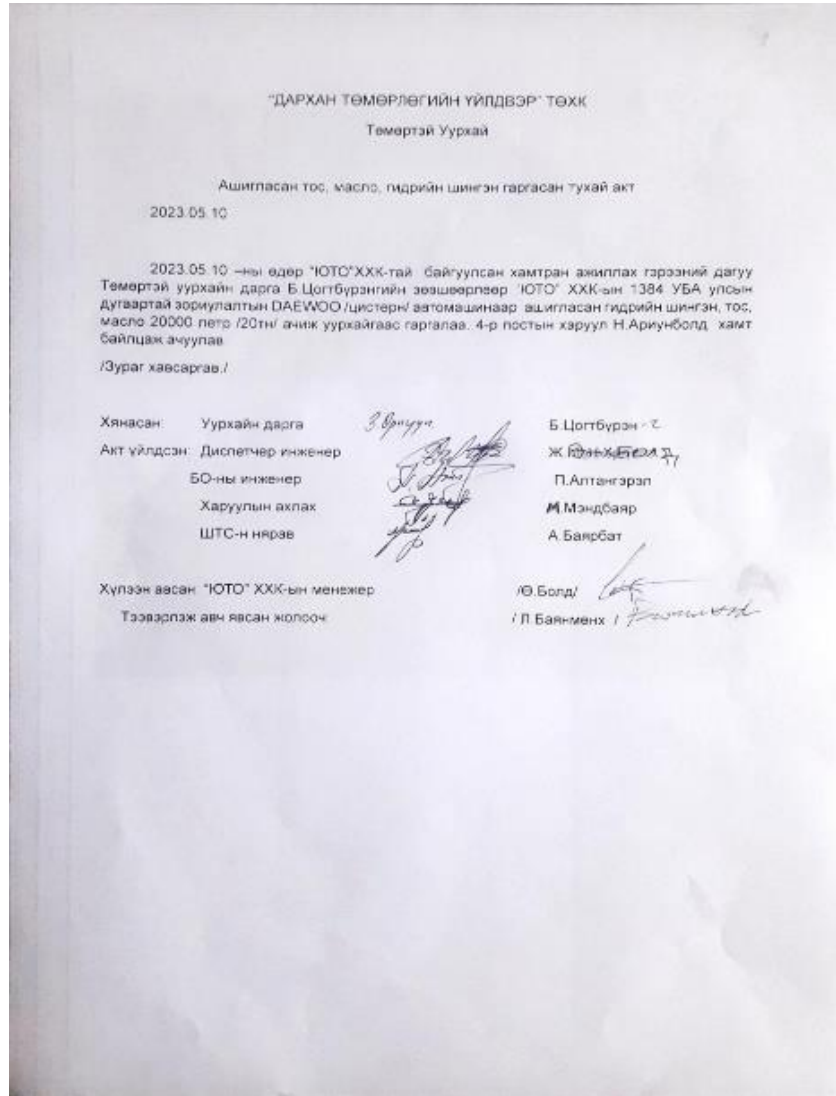 "ДАРХАН ТӨМӨРЛӨГИЙН ҮЙЛДВЭР" ТӨХК
Төмөртэй Уурхай
Ашигласан тос, масло, гидрийн шингэн гаргасан тухай акт
2023.05.10
2023.05.10 –ны өдөр "ЮТО"ХХК-тай байгуулсан хамтран ажиллах гэрээний дагуу
Төмөртэй уурхайн дарга Б.Цогтбүрэнгийн зөвшөөрлөөр "ЮТО" ХХК-ын 1384 УБА улсын
дугаартай зориулалтын DAEWOO /цистерн/ автомашинаар ашигласан гидрийн шингэн, тос,
масло 20000 летр /20тн/ ачиж уурхайгаас гаргалаа. 4-р постын харуул Н.Ариунболд хамт
байлцаж ачуулав.
/Зураг хавсаргав./
Хянасан: Уурхайн дарга Б.Цогтбүрэн
Акт үйлдсэн: Диспетчер инженер Ж
БО-ны инженер П.Алтангэрэл
Харуулын ахлах М.Мэндбаяр
ШТС-н нярав А.Баярбат
Хүлээн авсан: "ЮТО" ХХК-ын менежер /Ө.Болд/
Тээвэрлэж авч явсан жолооч: / Л.Баянмөнх /